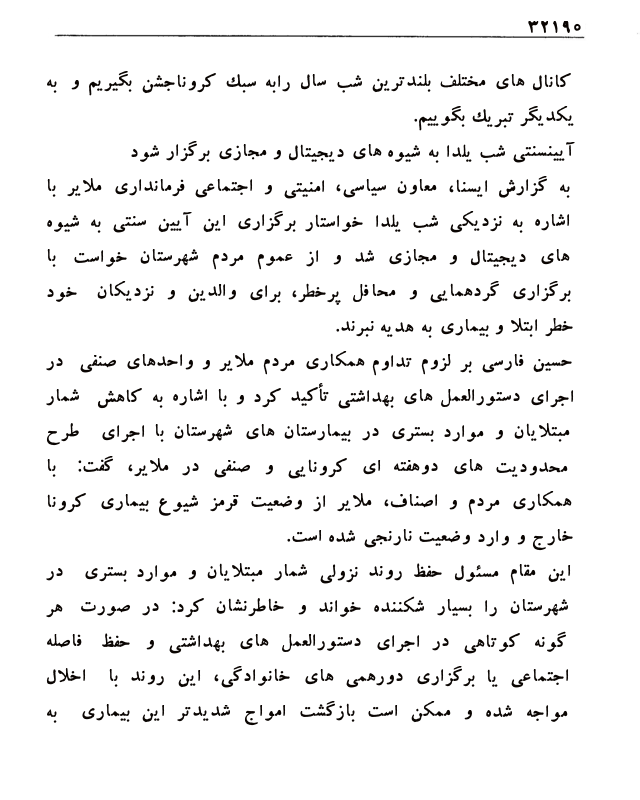 ۳۲۱۹۰
کانال های مختلف بلندترین شب سال رابه سبك کروناجشن بگیریم و به
یکدیگر تبریك بگوییم.
آیینسنتی شب یلدا به شیوه های دیجیتال و مجازی برگزار شود
به گزارش ایسنا، معاون سیاسی، امنیتی و اجتماعی فرمانداری ملایر با
اشاره به نزدیکی شب یلدا خواستار برگزاری این آیین سنتی به شیوه
های دیجیتال و مجازی شد و از عموم مردم شهرستان خواست با
برگزاری گردهمایی و محافل پرخطر، برای والدین و نزدیکان خود
خطر ابتلا و بیماری به هدیه نبرند.
حسین فارسی بر لزوم تداوم همکاری مردم ملایر و واحدهای صنفی در
اجرای دستورالعمل های بهداشتی تأکید کرد و با اشاره به کاهش شمار
مبتلایان و موارد بستری در بیمارستان های شهرستان با اجرای طرح
محدودیت های دوهفته ای کرونایی و صنفی در ملایر، گفت: با
همکاری مردم و اصناف، ملایر از وضعیت قرمز شیوع بیماری کرونا
خارج و وارد وضعیت نارنجی شده است.
این مقام مسئول حفظ روند نزولی شمار مبتلایان و موارد بستری در
شهرستان را بسیار شکننده خواند و خاطرنشان کرد: در صورت هر
گونه کوتاهی در اجرای دستورالعمل های بهداشتی و حفظ فاصله
اجتماعی یا برگزاری دورهمی های خانوادگی، این روند با اخلال
مواجه شده و ممکن است بازگشت امواج شدیدتر این بیماری به